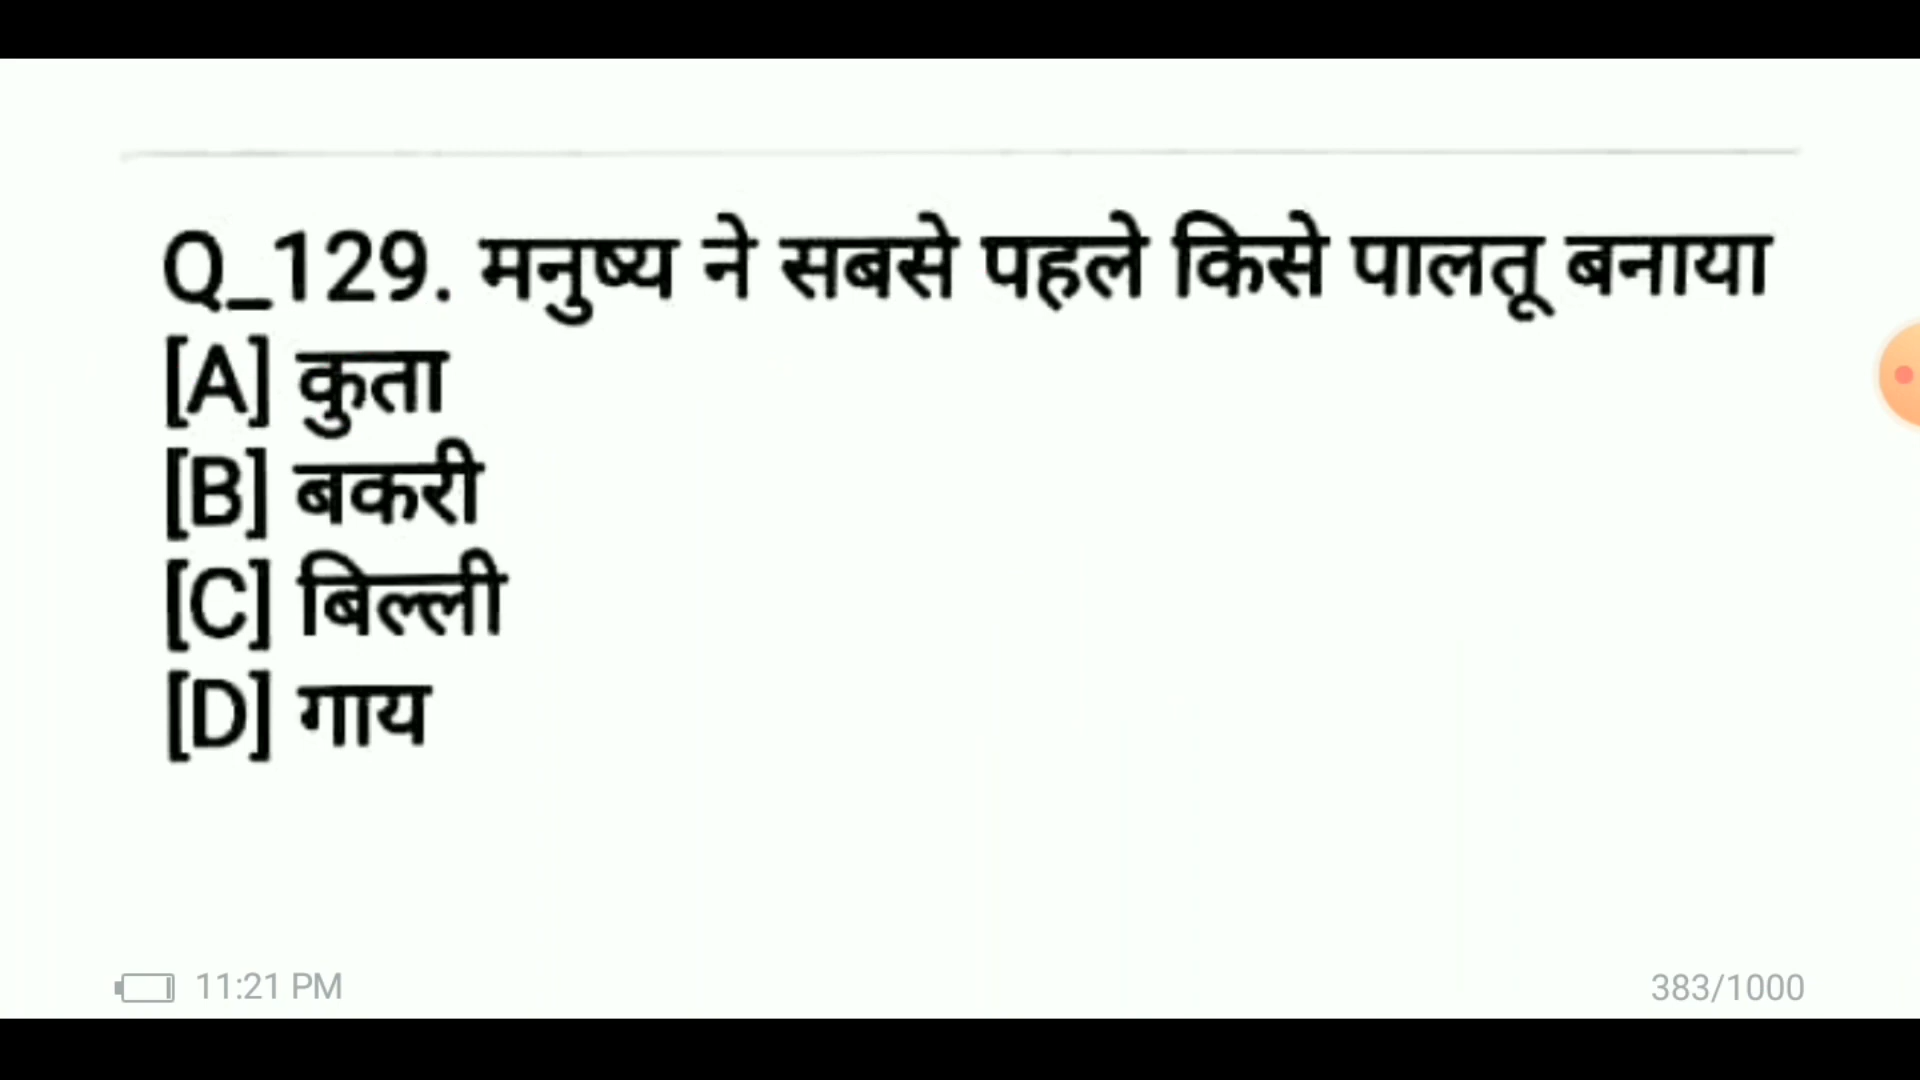 Q_129. मनुष्य ने सबसे पहले किसे पालतू बनाया
[A] कुता
[B] बकरी
[C] बिल्ली
[D] गाय
11:21 PM
383/1000